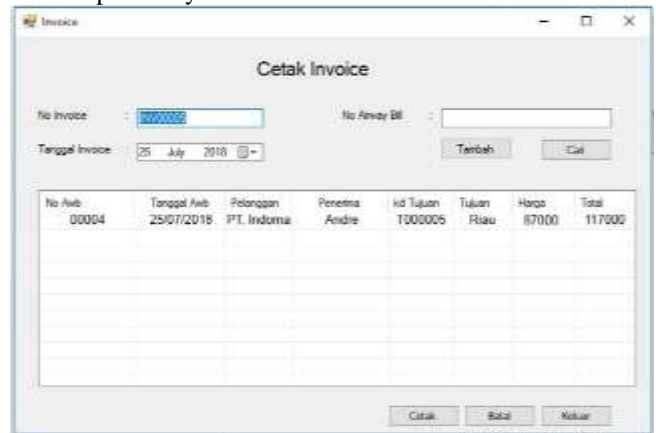 Invoice
Cetak Invoice
No Invoice : INV00005 No Airway Bill :
Tanggal Invoice 25 July 2018 Tambah Cari
No Awb Tanggal Awb Pelanggan Penerima kd Tujuan Tujuan Harga Total
00004 25/07/2018 PT. Indoma Andre T000005 Riau 87000 117000
Cetak Batal Keluar